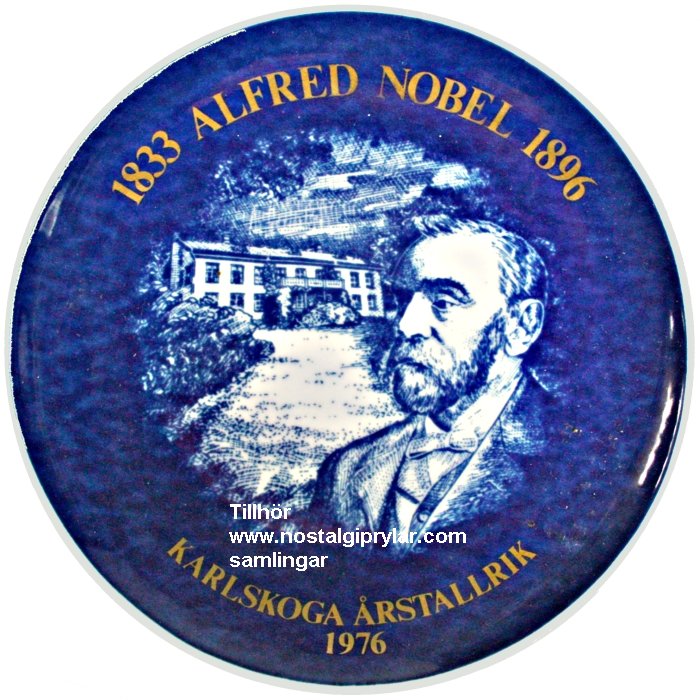 1833 ALFRED NOBEL 1896
Tillhör
www.nostalgiprylar.com
samlingar
KARLSKOGA ÅRSTALLRIK
1976